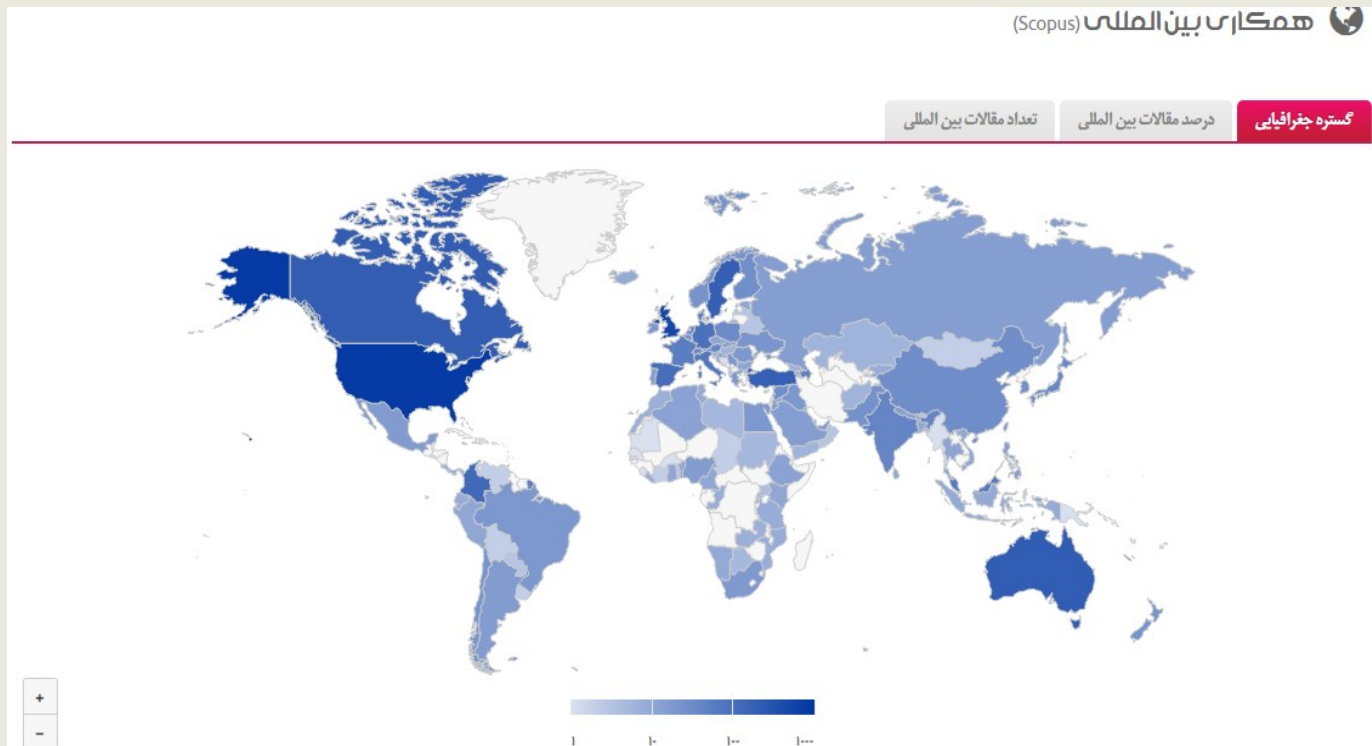 همکاری بین‌المللی (Scopus)
گستره جغرافیایی
درصد مقالات بین المللی
تعداد مقالات بین المللی
+
−
۱ ۱۰ ۱۰۰ ۱۰۰۰